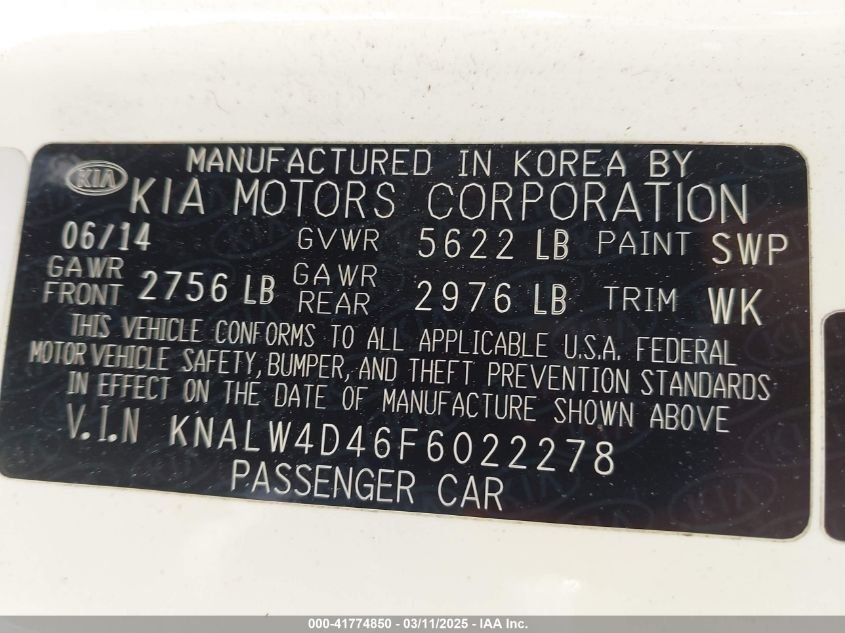 MANUFACTURED IN KOREA BY
KIA KIA MOTORS CORPORATION
06/14 GVWR 5622 LB PAINT SWP
GAWR FRONT 2756 LB GAWR REAR 2976 LB TRIM WK
THIS VEHICLE CONFORMS TO ALL APPLICABLE U.S.A. FEDERAL
MOTOR VEHICLE SAFETY, BUMPER, AND THEFT PREVENTION STANDARDS
IN EFFECT ON THE DATE OF MANUFACTURE SHOWN ABOVE
V.I.N KNALW4D46F6022278
PASSENGER CAR
000-41774850 - 03/11/2025 - IAA Inc.